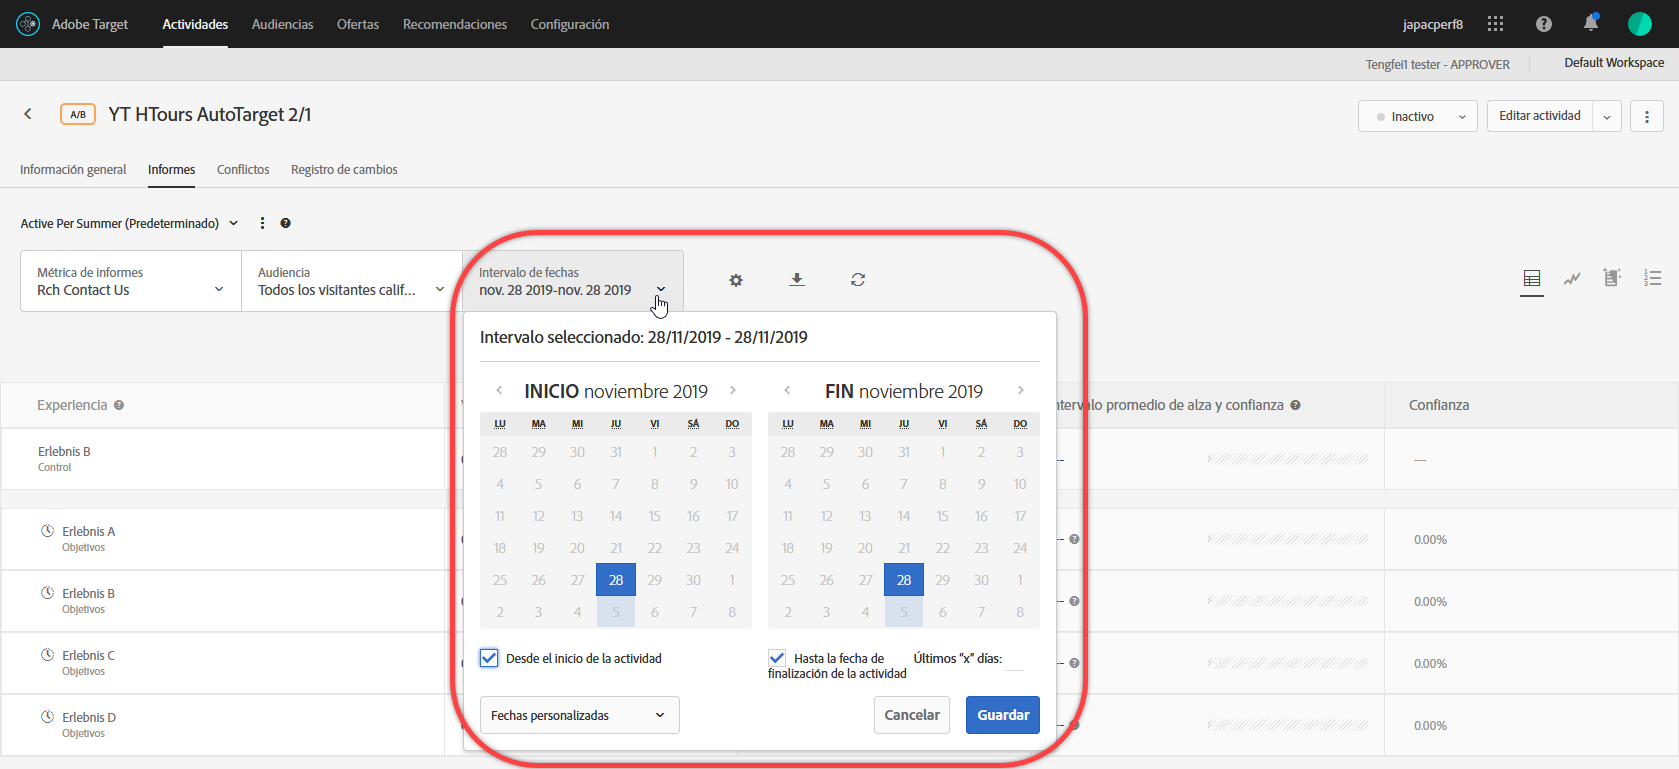 Adobe Target Actividades Audiencias Ofertas Recomendaciones Configuración japacperf8
Tengfei1 tester - APPROVER Default Workspace
A/B YT HTours AutoTarget 2/1 Inactivo Editar actividad
Información general Informes Conflictos Registro de cambios
Active Per Summer (Predeterminado)
Métrica de informes Audiencia Intervalo de fechas
Rch Contact Us Todos los visitantes calif... nov. 28 2019-nov. 28 2019
Intervalo seleccionado: 28/11/2019 - 28/11/2019
INICIO noviembre 2019 FIN noviembre 2019
Experiencia promedio de alza y confianza Confianza
LU MA MI JU VI SÁ DO LU MA MI JU VI SÁ DO
28 29 30 31 1 2 3 28 29 30 31 1 2 3
Erlebnis B
Control ---
4 5 6 7 8 9 10 4 5 6 7 8 9 10
11 12 13 14 15 16 17 11 12 13 14 15 16 17
Erlebnis A 0.00%
Objetivos
18 19 20 21 22 23 24 18 19 20 21 22 23 24
25 26 27 28 29 30 1 25 26 27 28 29 30 1
Erlebnis B 0.00%
Objetivos
2 3 4 5 6 7 8 2 3 4 5 6 7 8
Erlebnis C 0.00%
Objetivos
Desde el inicio de la actividad Hasta la fecha de Últimos “x” días:
finalización de la actividad
Erlebnis D 0.00%
Objetivos
Fechas personalizadas Cancelar Guardar